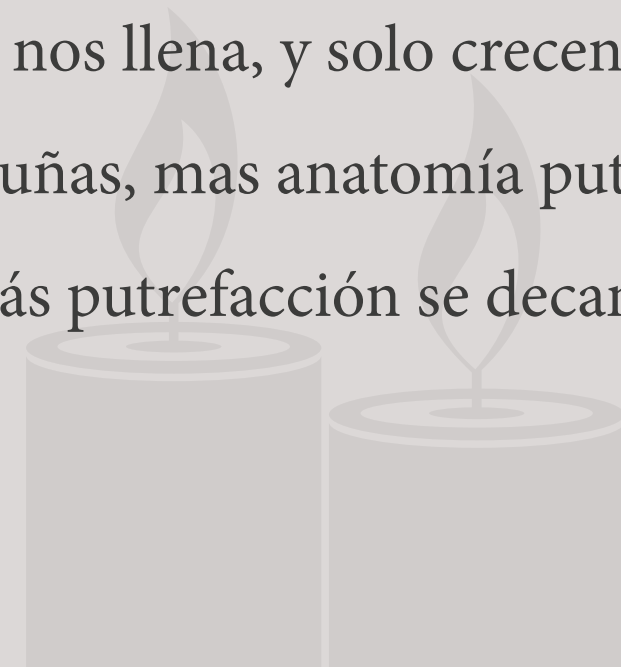 nos llena, y solo crecen
uñas, mas anatomía put
ás putrefacción se decan